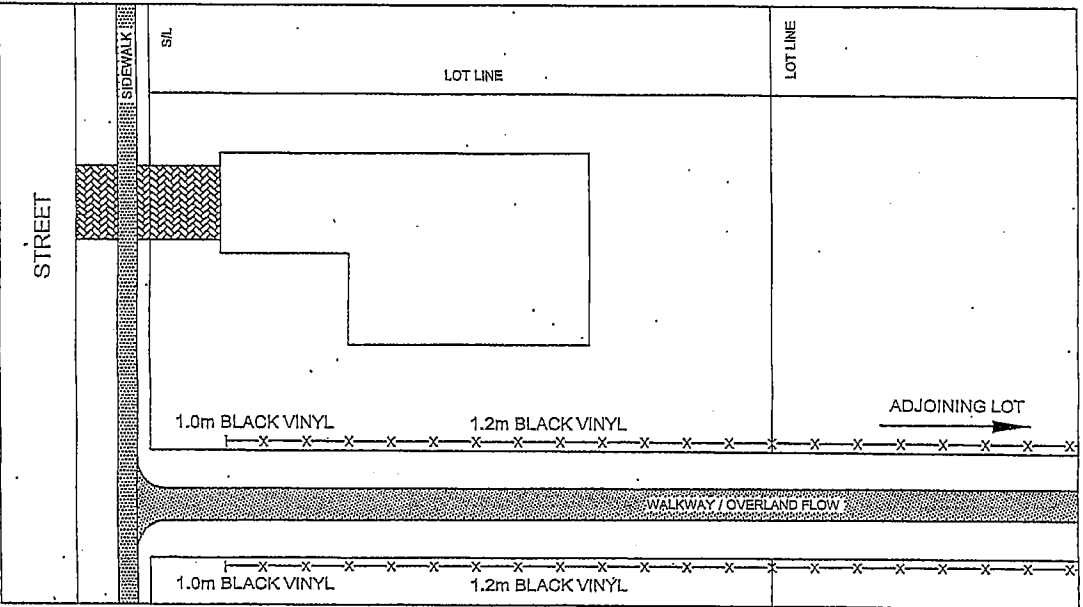 SIDEWALK
S/L
LOT LINE
LOT LINE
STREET
1.0m BLACK VINYL
1.2m BLACK VINYL
ADJOINING LOT
WALKWAY / OVERLAND FLOW
1.0m BLACK VINYL
1.2m BLACK VINYL